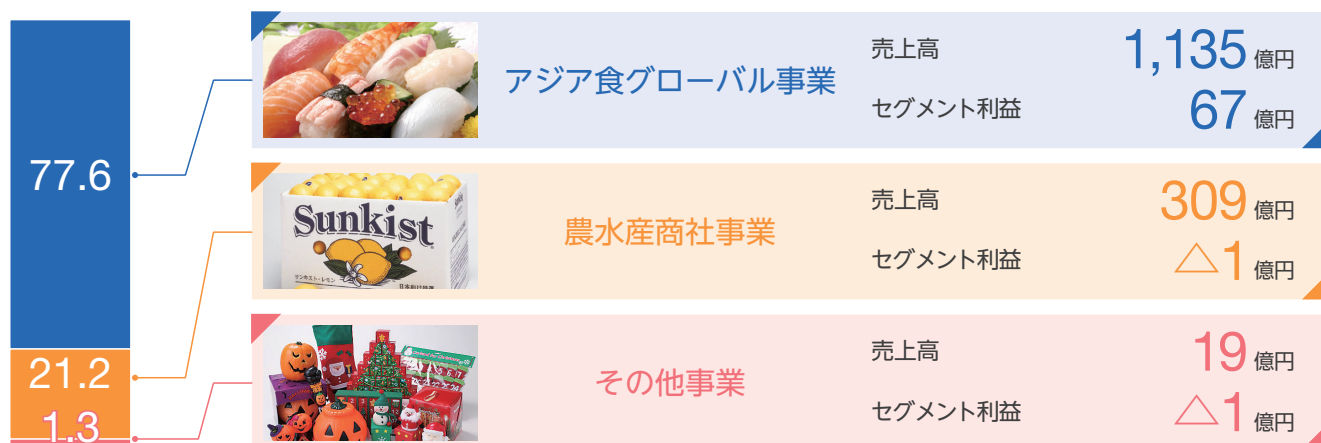 77.6
21.2
1.3
アジア食グローバル事業
売上高
1,135 億円
セグメント利益
67 億円
Sunkist
サンキスト・レモン
農水産商社事業
売上高
309 億円
セグメント利益
△1 億円
その他事業
売上高
19 億円
セグメント利益
△1 億円